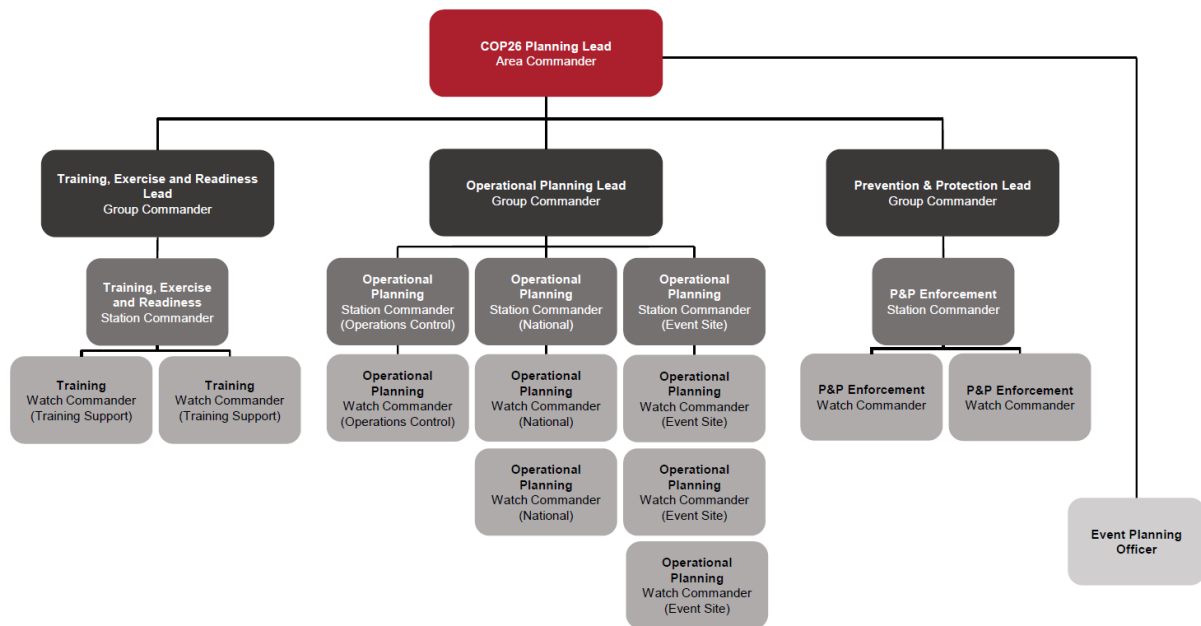 COP26 Planning Lead
Area Commander
Training, Exercise and Readiness
Lead
Group Commander
Operational Planning Lead
Group Commander
Prevention & Protection Lead
Group Commander
Training, Exercise
and Readiness
Station Commander
Operational
Planning
Station Commander
(Operations Control)
Operational
Planning
Station Commander
(National)
Operational
Planning
Station Commander
(Event Site)
P&P Enforcement
Station Commander
Training
Watch Commander
(Training Support)
Training
Watch Commander
(Training Support)
Operational
Planning
Watch Commander
(Operations Control)
Operational
Planning
Watch Commander
(National)
Operational
Planning
Watch Commander
(Event Site)
P&P Enforcement
Watch Commander
P&P Enforcement
Watch Commander
Operational
Planning
Watch Commander
(National)
Operational
Planning
Watch Commander
(Event Site)
Event Planning
Officer
Operational
Planning
Watch Commander
(Event Site)